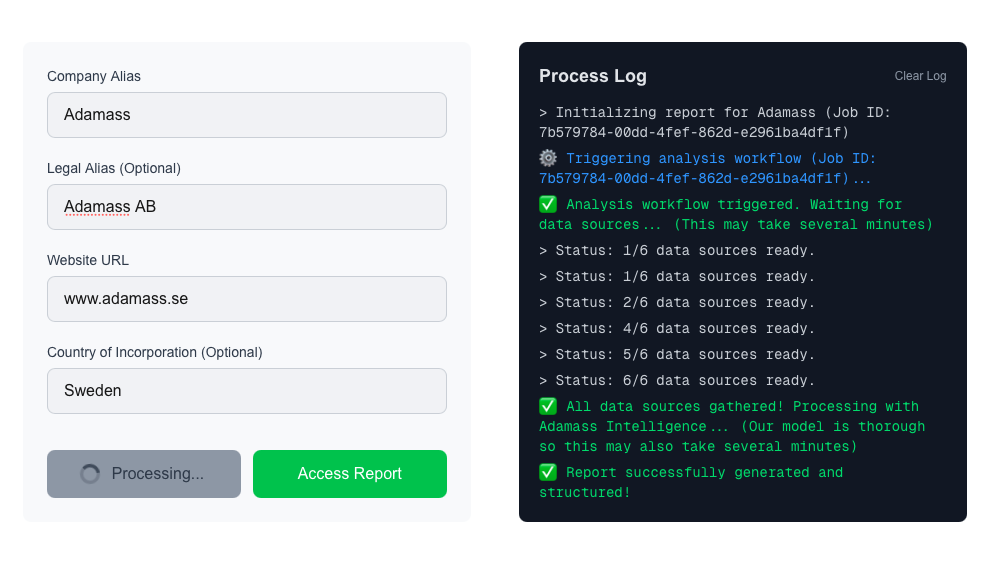 Company Alias
Adamass
Legal Alias (Optional)
Adamass AB
Website URL
www.adamass.se
Country of Incorporation (Optional)
Sweden
Processing...
Access Report
Process Log
Clear Log
> Initializing report for Adamass (Job ID:
7b579784-00dd-4fef-862d-e2961ba4df1f)
⚙️ Triggering analysis workflow (Job ID:
7b579784-00dd-4fef-862d-e2961ba4df1f)...
✅ Analysis workflow triggered. Waiting for
data sources... (This may take several minutes)
> Status: 1/6 data sources ready.
> Status: 1/6 data sources ready.
> Status: 2/6 data sources ready.
> Status: 4/6 data sources ready.
> Status: 5/6 data sources ready.
> Status: 6/6 data sources ready.
✅ All data sources gathered! Processing with
Adamass Intelligence... (Our model is thorough
so this may also take several minutes)
✅ Report successfully generated and
structured!